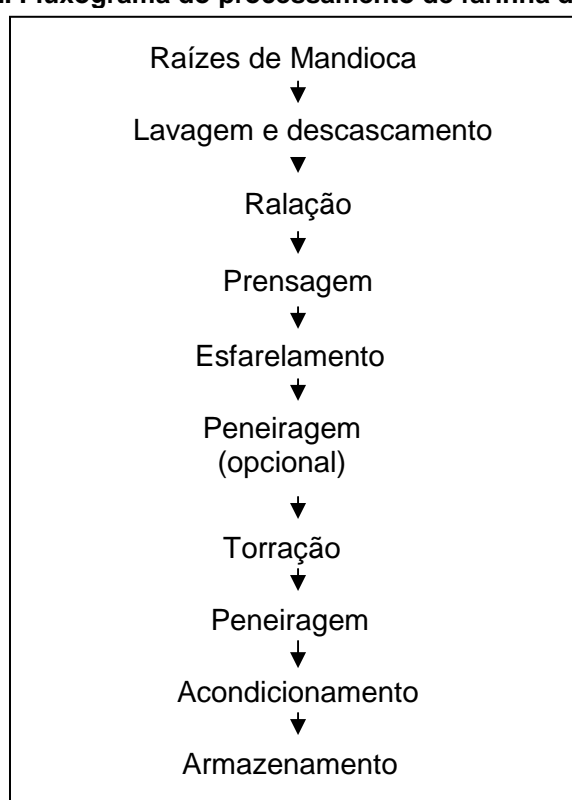 Fluxograma do processamento de farinha d
Raízes de Mandioca
Lavagem e descascamento
Ralação
Prensagem
Esfarelamento
Peneiragem
(opcional)
Torração
Peneiragem
Acondicionamento
Armazenamento